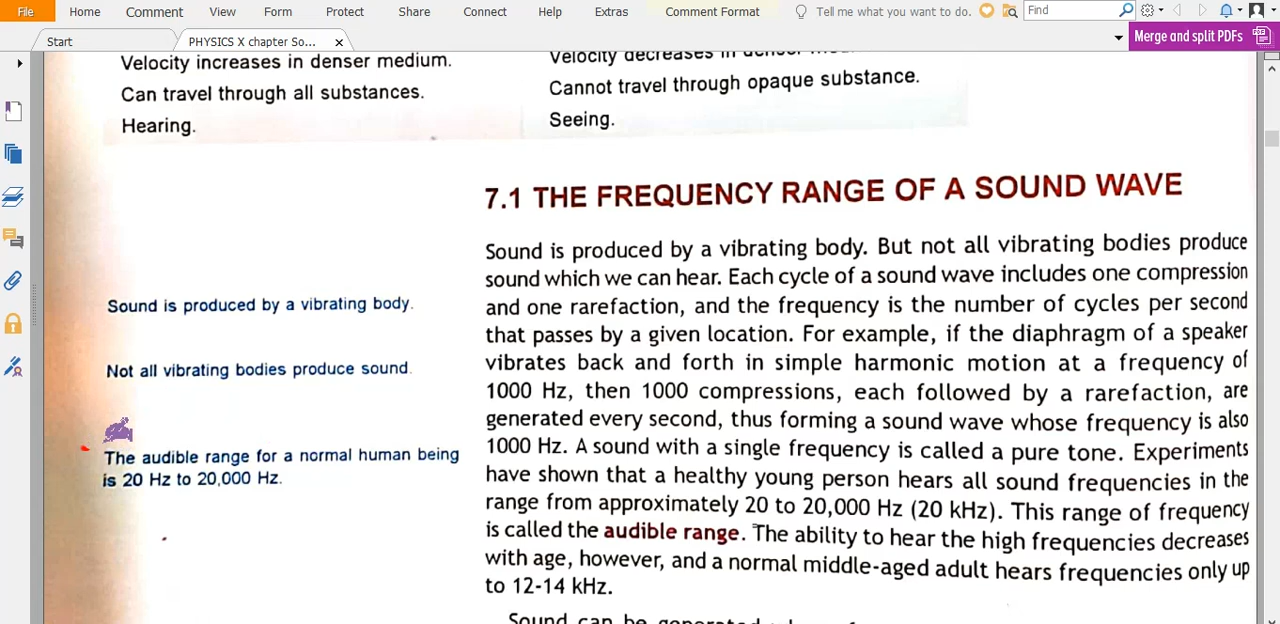 File Home Comment View Form Protect Share Connect Help Extras Comment Format Tell me what you want to do. Find
Start PHYSICS X chapter So... Merge and split PDFs
Velocity increases in denser medium.
Can travel through all substances.
Hearing.
Velocity decreases in denser
Cannot travel through opaque substance.
Seeing.
7.1 THE FREQUENCY RANGE OF A SOUND WAVE
Sound is produced by a vibrating body.
Not all vibrating bodies produce sound.
The audible range for a normal human being
is 20 Hz to 20,000 Hz.
Sound is produced by a vibrating body. But not all vibrating bodies produce
sound which we can hear. Each cycle of a sound wave includes one compression
and one rarefaction, and the frequency is the number of cycles per second
that passes by a given location. For example, if the diaphragm of a speaker
vibrates back and forth in simple harmonic motion at a frequency of
1000 Hz, then 1000 compressions, each followed by a rarefaction, are
generated every second, thus forming a sound wave whose frequency is also
1000 Hz. A sound with a single frequency is called a pure tone. Experiments
have shown that a healthy young person hears all sound frequencies in the
range from approximately 20 to 20,000 Hz (20 kHz). This range of frequency
is called the audible range. The ability to hear the high frequencies decreases
with age, however, and a normal middle-aged adult hears frequencies only up
to 12-14 kHz.
Sound can be generated